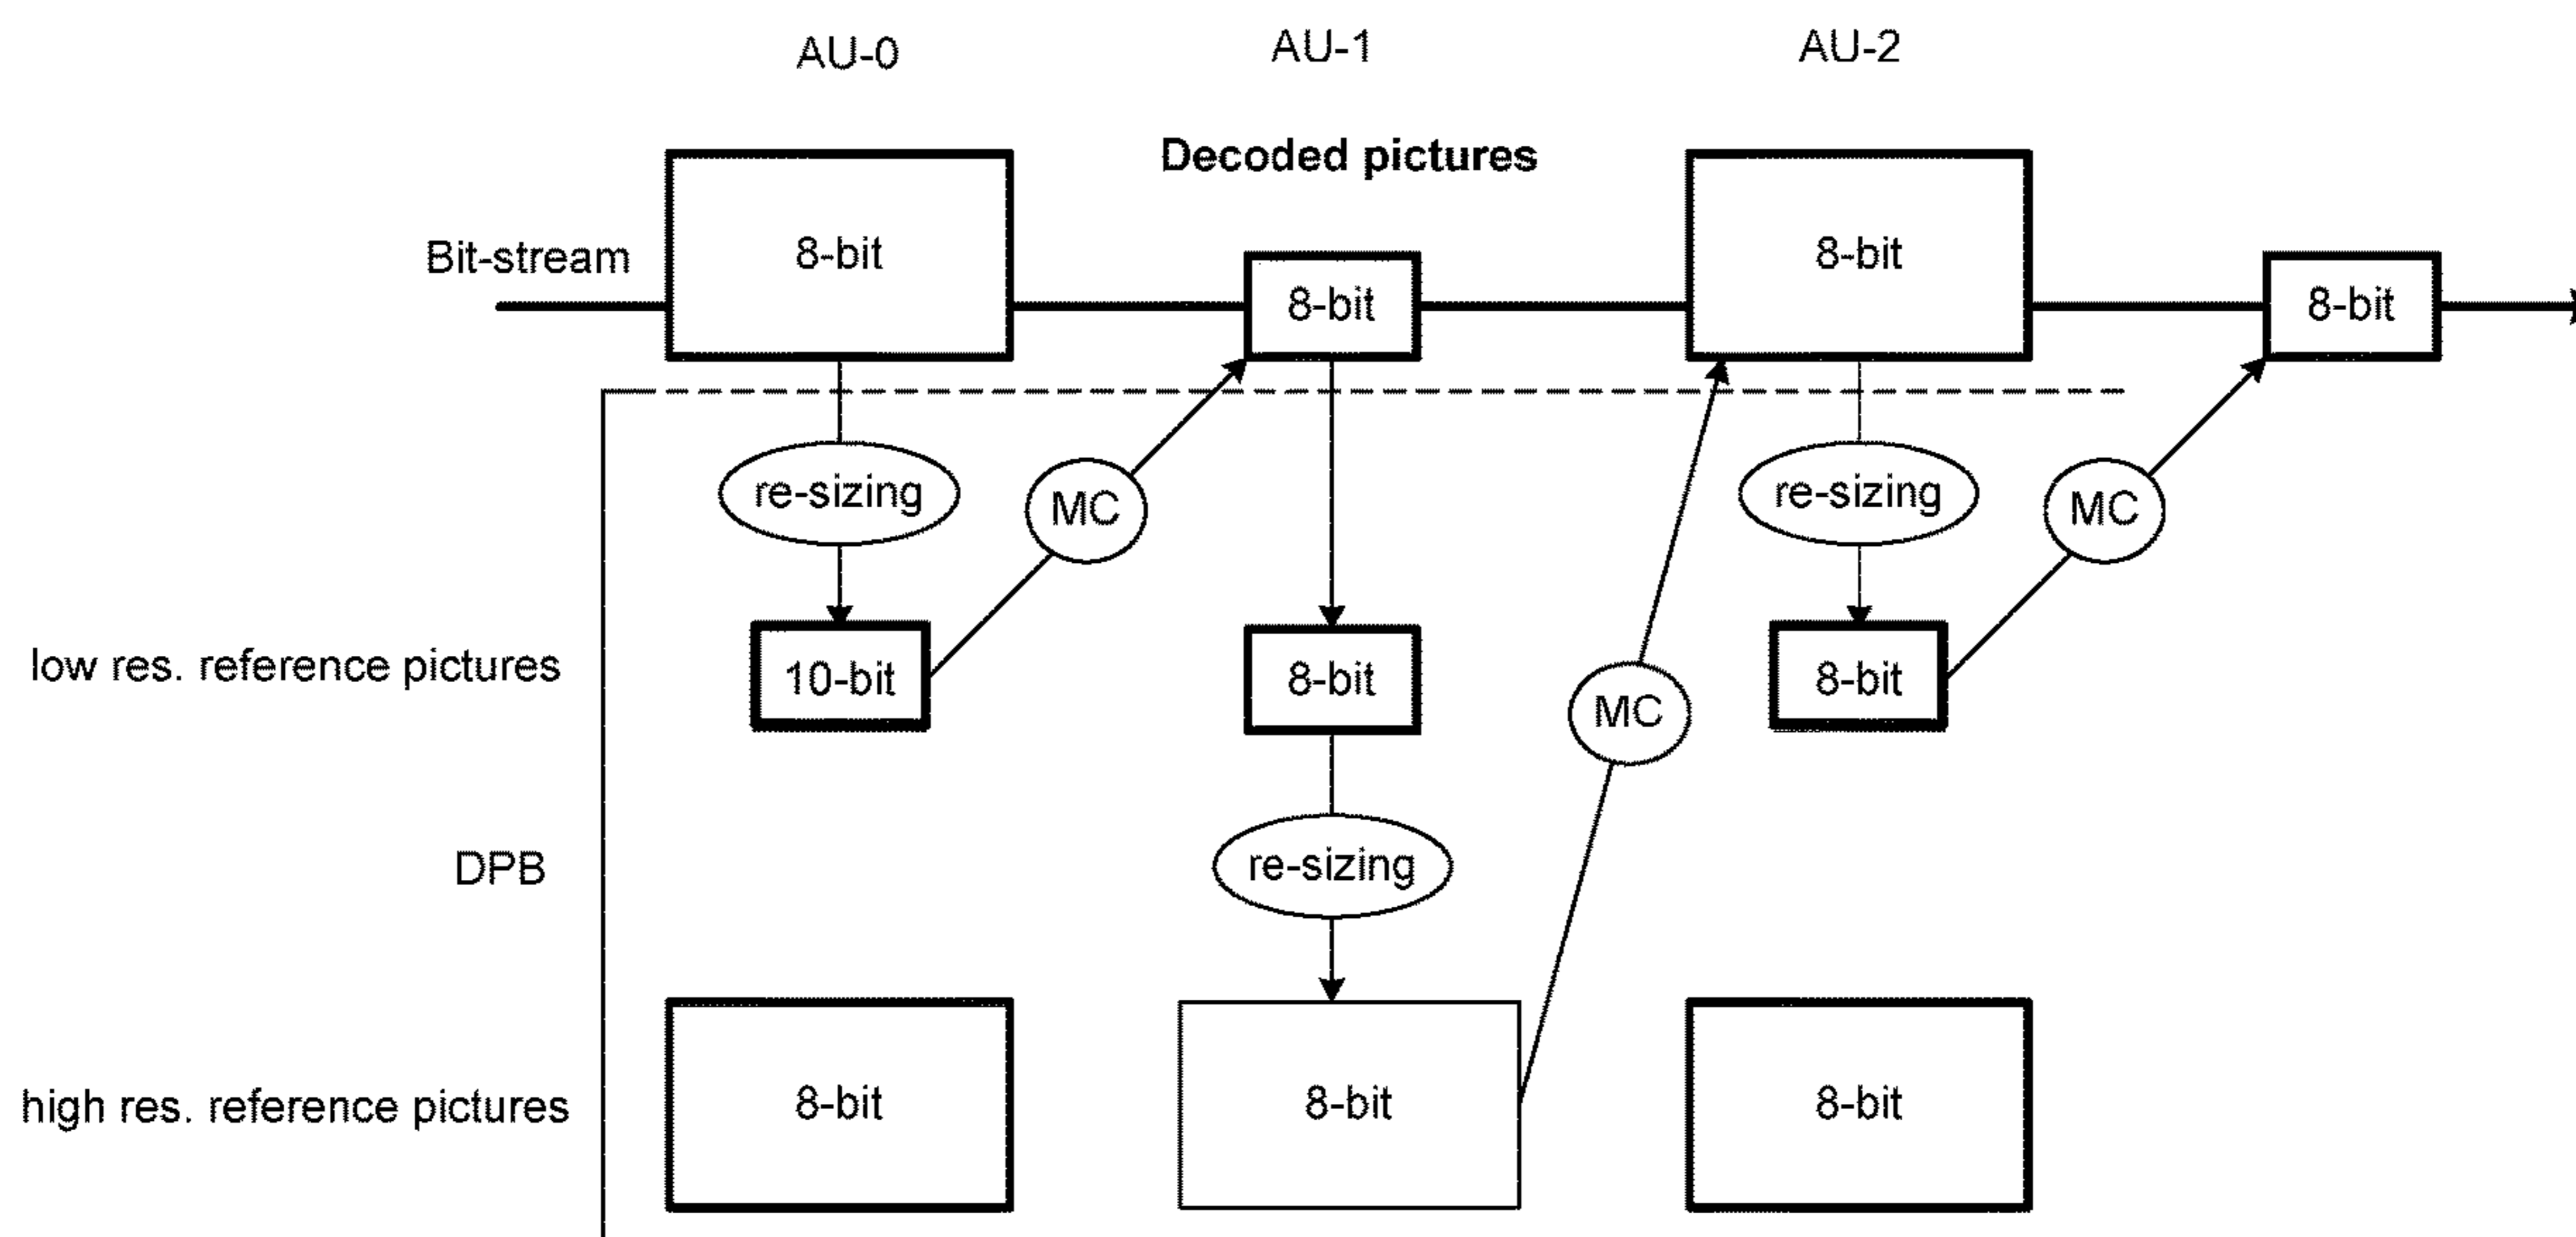 AU-0
AU-1
AU-2
Decoded pictures
Bit-stream
8-bit
8-bit
8-bit
8-bit
re-sizing
MC
re-sizing
MC
low res. reference pictures
10-bit
8-bit
MC
8-bit
DPB
re-sizing
high res. reference pictures
8-bit
8-bit
8-bit